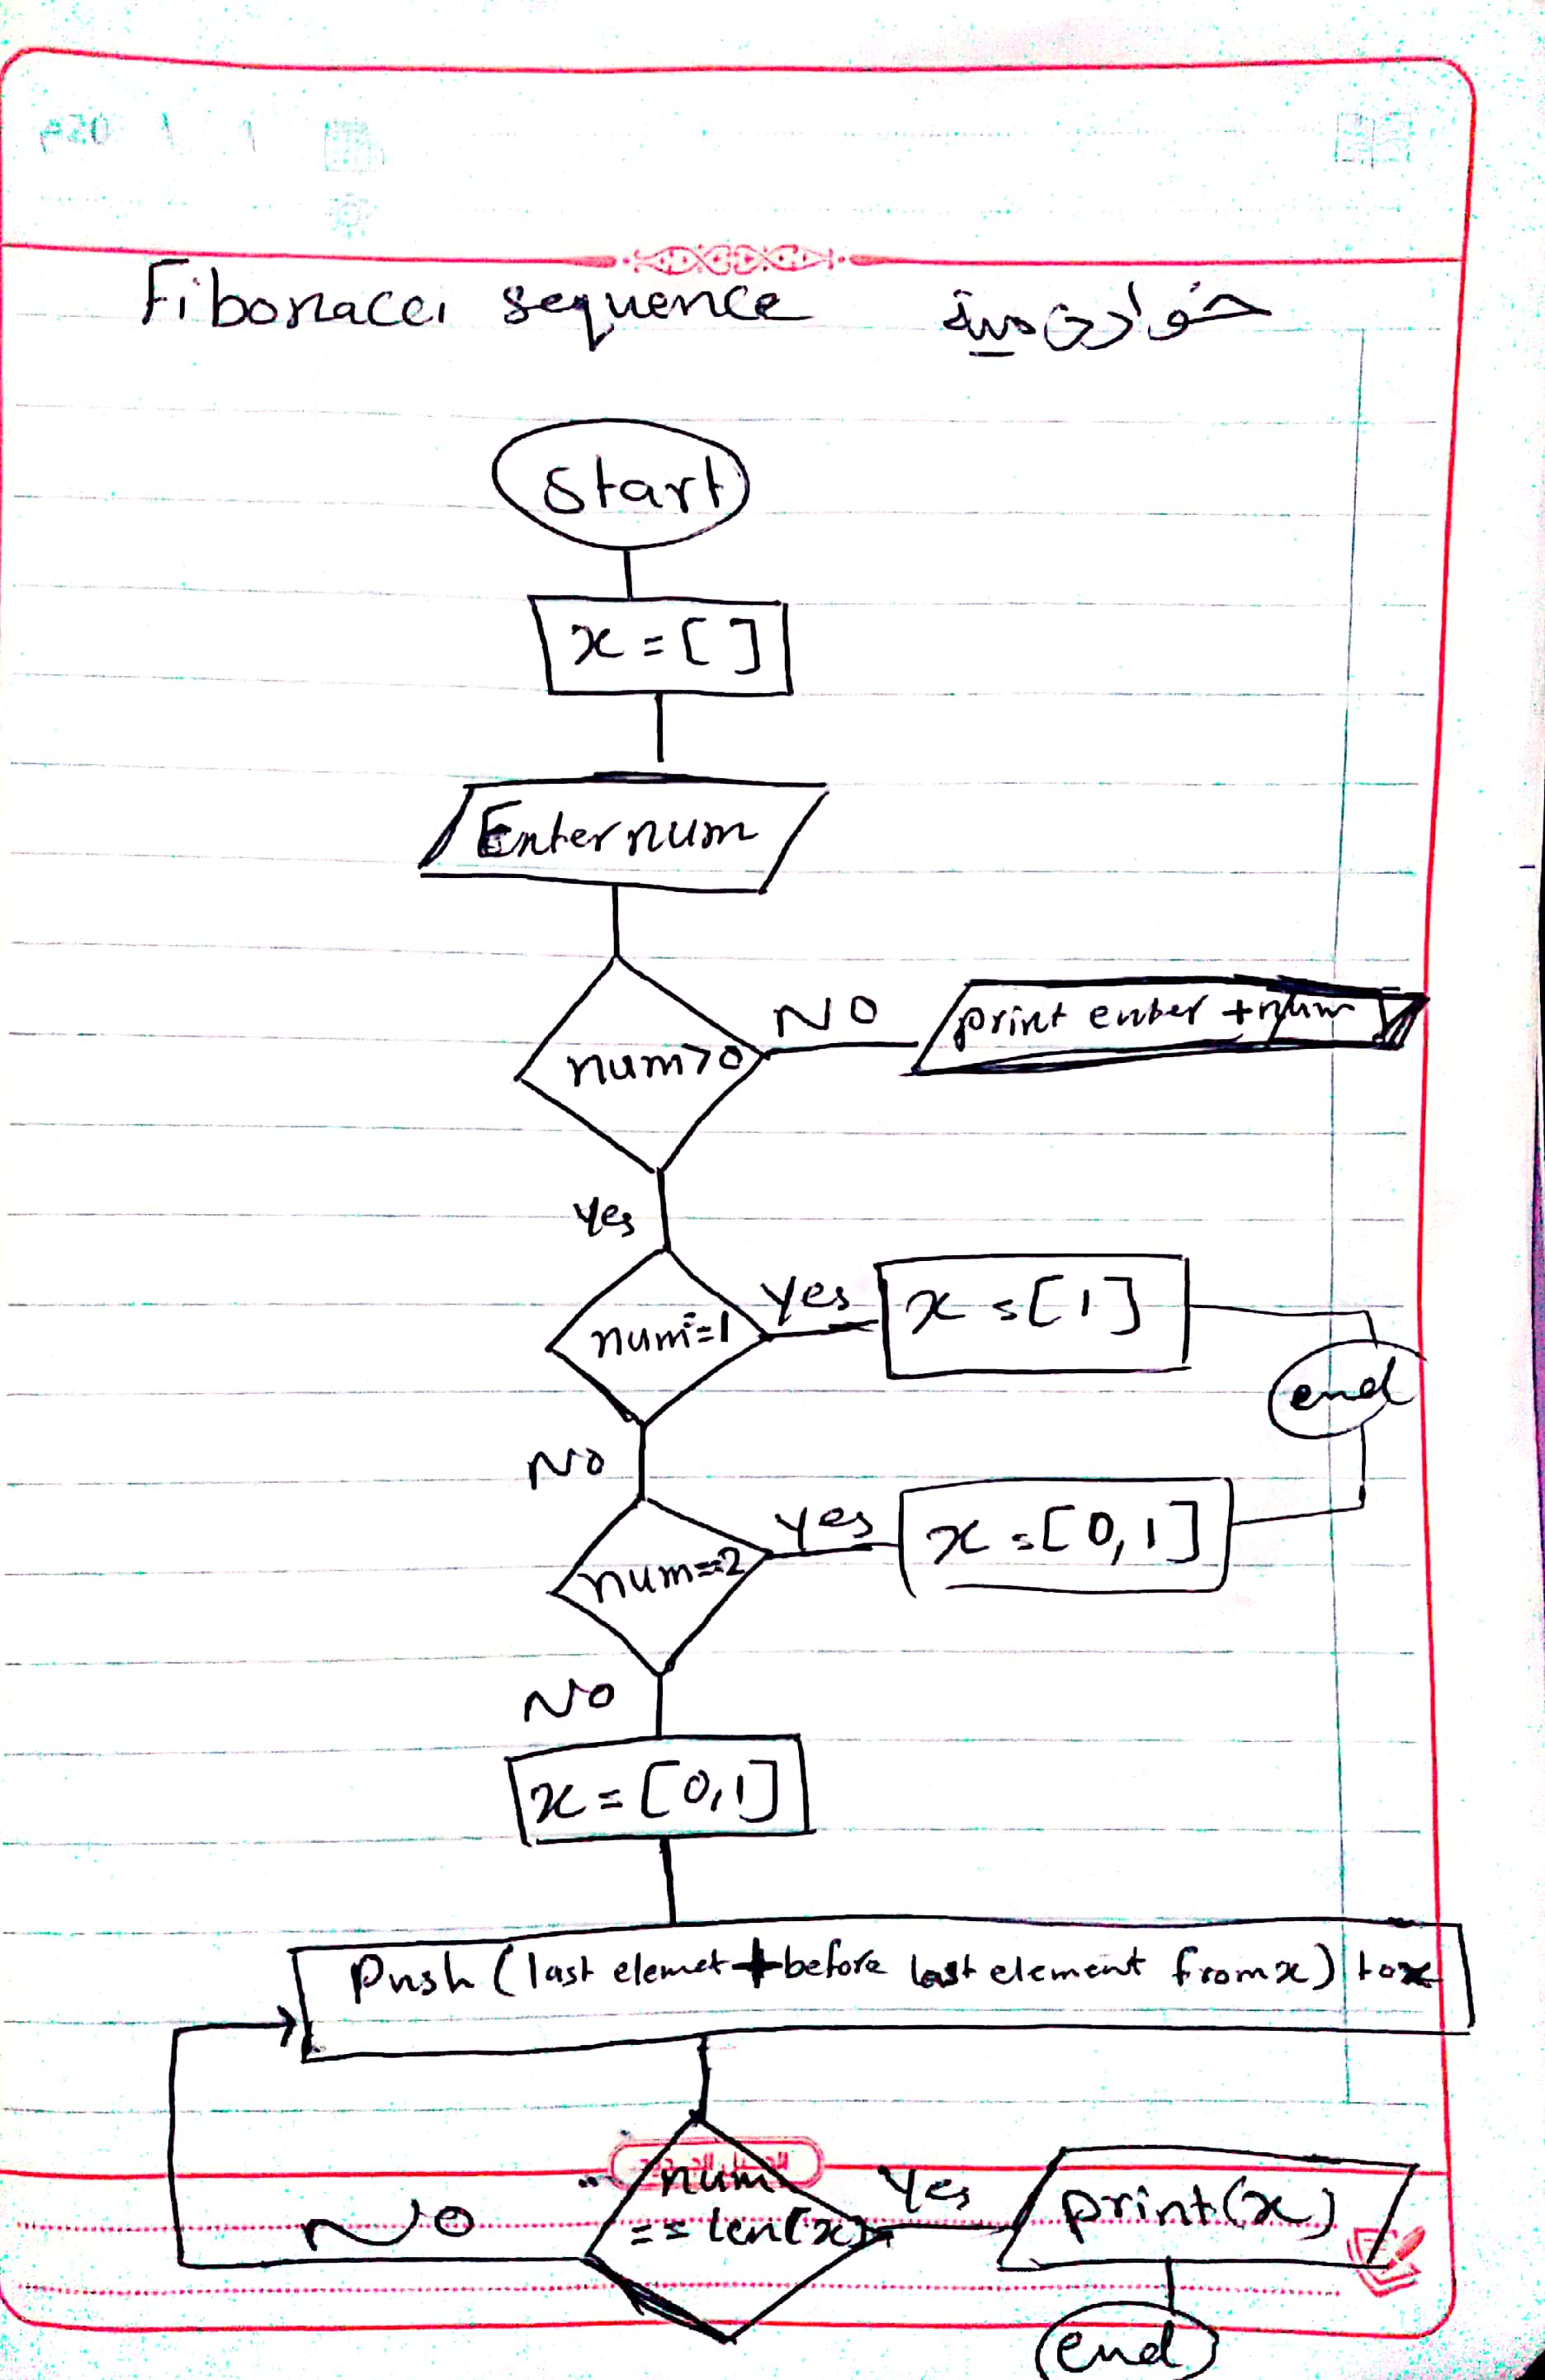 Fibonacci sequence خوارزمية
Start
x = [ ]
Enter num
num>0
NO
print enter +num
Yes
num==1
Yes
x = [1]
end
NO
num==2
Yes
x = [0,1]
NO
x = [0,1]
Push (last elemet + before last element from x) to x
num
== len(x)
Yes
print(x)
NO
end